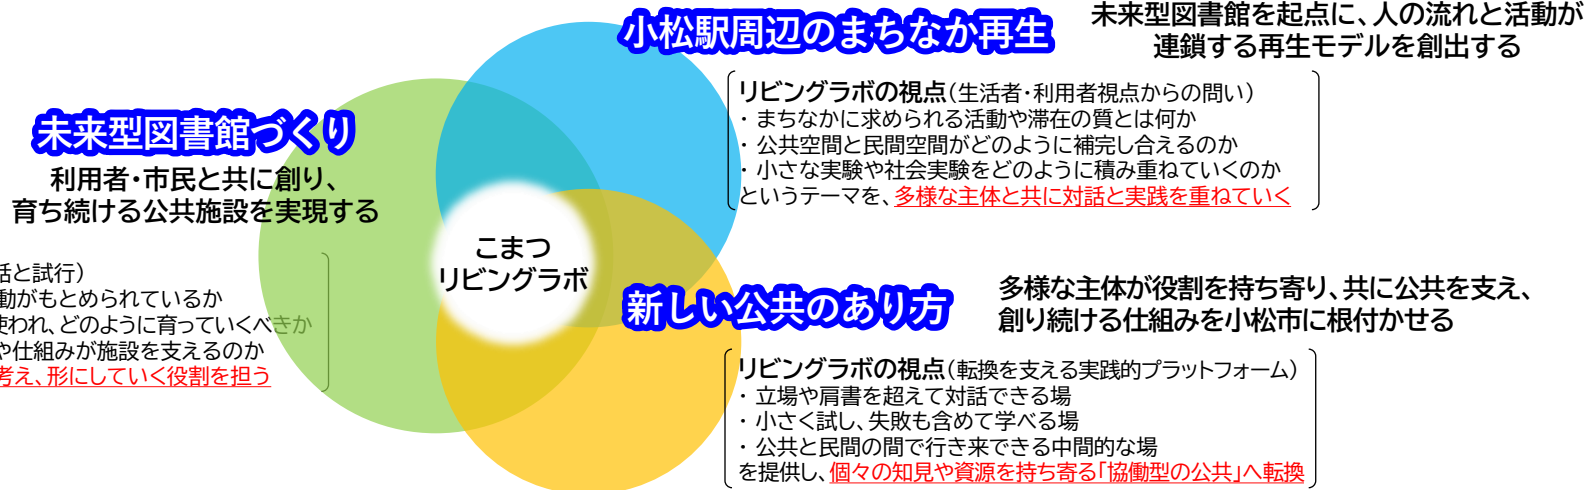 小松駅周辺のまちなか再生
未来型図書館を起点に、人の流れと活動が
連鎖する再生モデルを創出する
リビングラボの視点(生活者・利用者視点からの問い)
・ まちなかに求められる活動や滞在の質とは何か
・ 公共空間と民間空間がどのように補完し合えるのか
・ 小さな実験や社会実験をどのように積み重ねていくのか
というテーマを、多様な主体と共に対話と実践を重ねていく
未来型図書館づくり
利用者・市民と共に創り、
育ち続ける公共施設を実現する
話と試行)
動がもとめられているか
使われ、どのように育っていくべきか
や仕組みが施設を支えるのか
考え、形にしていく役割を担う
こまつ
リビングラボ
新しい公共のあり方
多様な主体が役割を持ち寄り、共に公共を支え、
創り続ける仕組みを小松市に根付かせる
リビングラボの視点(転換を支える実践的プラットフォーム)
・ 立場や肩書を超えて対話できる場
・ 小さく試し、失敗も含めて学べる場
・ 公共と民間の間で行き来できる中間的な場
を提供し、個々の知見や資源を持ち寄る「協働型の公共」へ転換